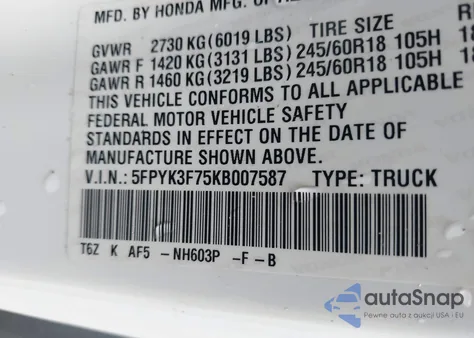 MFD. BY HONDA MFG. OF
GVWR 2730 KG(6019 LBS) TIRE SIZE
GAWR F 1420 KG(3131 LBS)245/60R18 105H
GAWR R 1460 KG(3219 LBS)245/60R18 105H
THIS VEHICLE CONFORMS TO ALL APPLICABLE
FEDERAL MOTOR VEHICLE SAFETY
STANDARDS IN EFFECT ON THE DATE OF
MANUFACTURE SHOWN ABOVE.
V.I.N.: 5FPYK3F75KB007587 TYPE: TRUCK
T6Z K AF5 -NH603P -F -B
autoSnap
Pewne auta z aukcji USA i EU